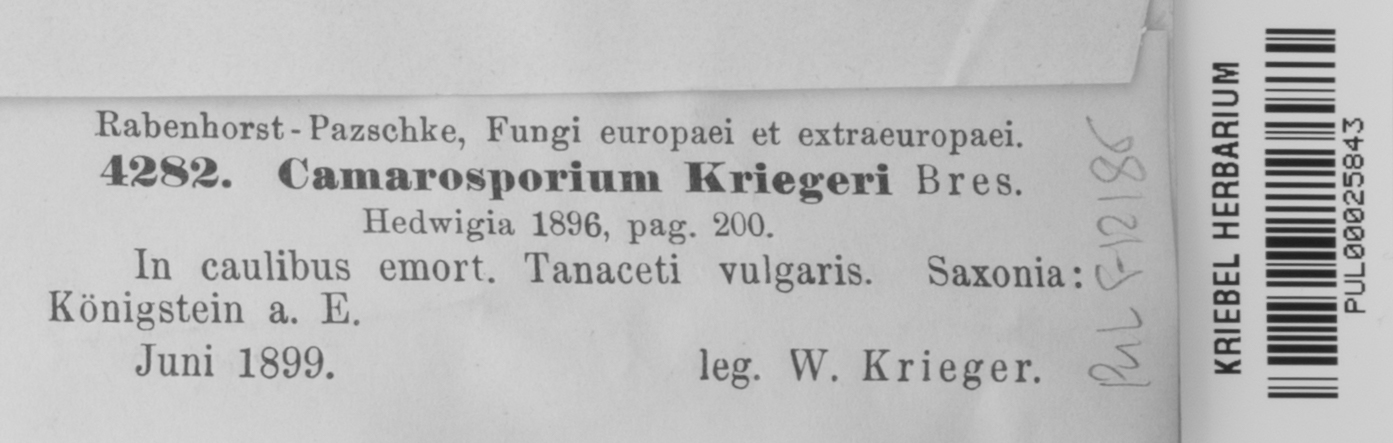 Rabenhorst-Pazschke, Fungi europaei et extraeuropaei.
4282. Camarosporium Kriegeri Bres.
Hedwigia 1896, pag. 200.
In caulibus emort. Tanaceti vulgaris. Saxonia:
Königstein a. E.
Juni 1899.
leg. W. Krieger.
PUL F-12186
KRIEBEL HERBARIUM
PUL00025843